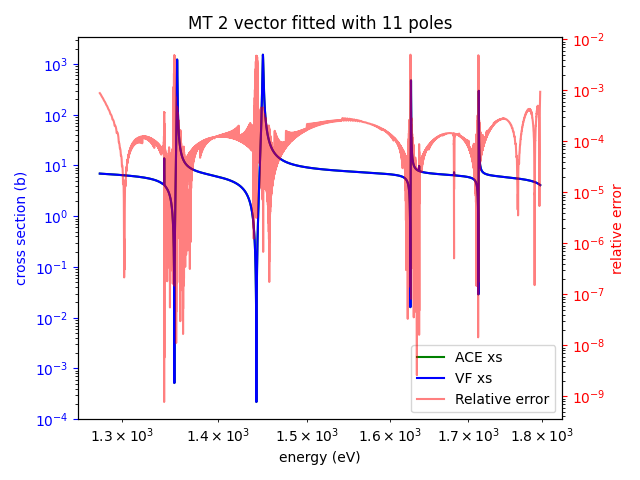 MT 2 vector fitted with 11 poles
10³
10²
10¹
10⁰
10⁻¹
10⁻²
10⁻³
10⁻⁴
cross section (b)
10⁻²
10⁻³
10⁻⁴
10⁻⁵
10⁻⁶
10⁻⁷
10⁻⁸
10⁻⁹
relative error
ACE xs
VF xs
Relative error
1.3 × 10³ 1.4 × 10³ 1.5 × 10³ 1.6 × 10³ 1.7 × 10³ 1.8 × 10³
energy (eV)